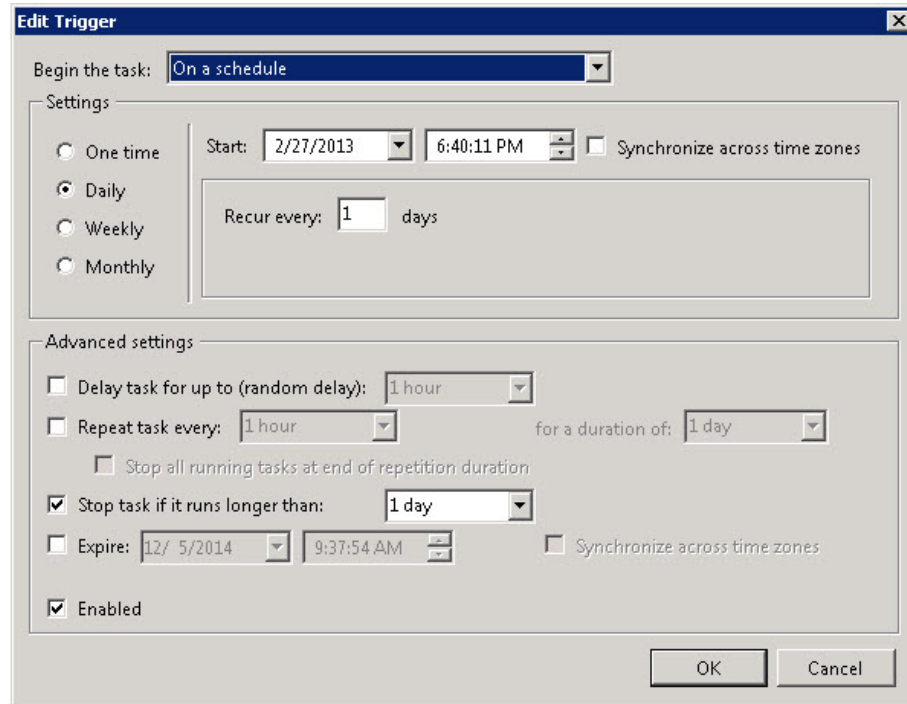 Edit Trigger
Begin the task: On a schedule
Settings
One time
Start: 2/27/2013 6:40:11 PM Synchronize across time zones
Daily
Recur every: 1 days
Weekly
Monthly
Advanced settings
Delay task for up to (random delay): 1 hour
Repeat task every: 1 hour for a duration of: 1 day
Stop all running tasks at end of repetition duration
Stop task if it runs longer than: 1 day
Expire: 12/ 5/2014 9:37:54 AM Synchronize across time zones
Enabled
OK Cancel